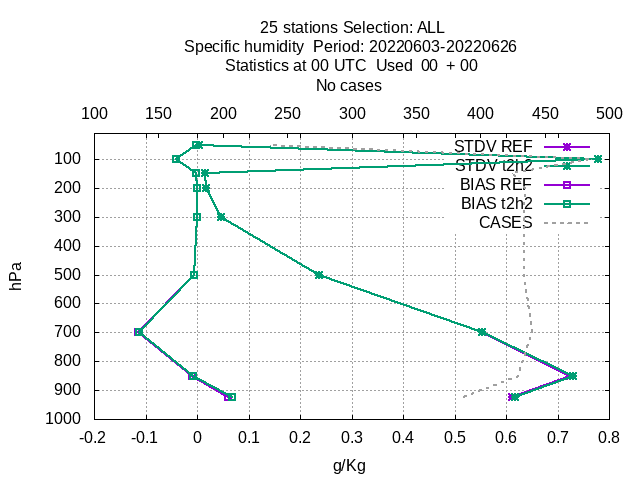 25 stations Selection: ALL
Specific humidity  Period: 20220603-20220626
Statistics at 00 UTC  Used  00  + 00
No cases
100 150 200 250 300 350 400 450 500
STDV REF
STDV t2h2
BIAS REF
BIAS t2h2
CASES
100
200
300
400
500
600
700
800
900
1000
hPa
-0.2 -0.1 0 0.1 0.2 0.3 0.4 0.5 0.6 0.7 0.8
g/Kg